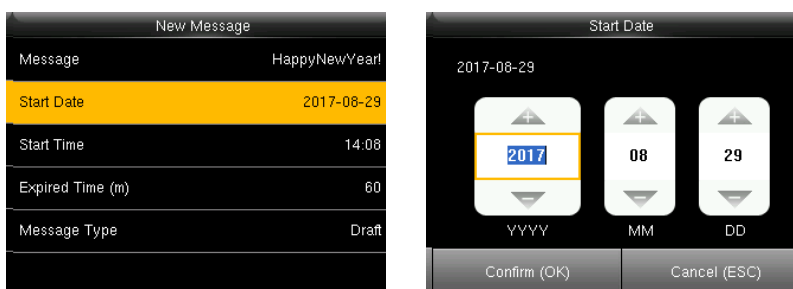 New Message
Message HappyNewYear!
Start Date 2017-08-29
Start Time 14:08
Expired Time (m) 60
Message Type Draft
Start Date
2017-08-29
2017 08 29
YYYY MM DD
Confirm (OK) Cancel (ESC)